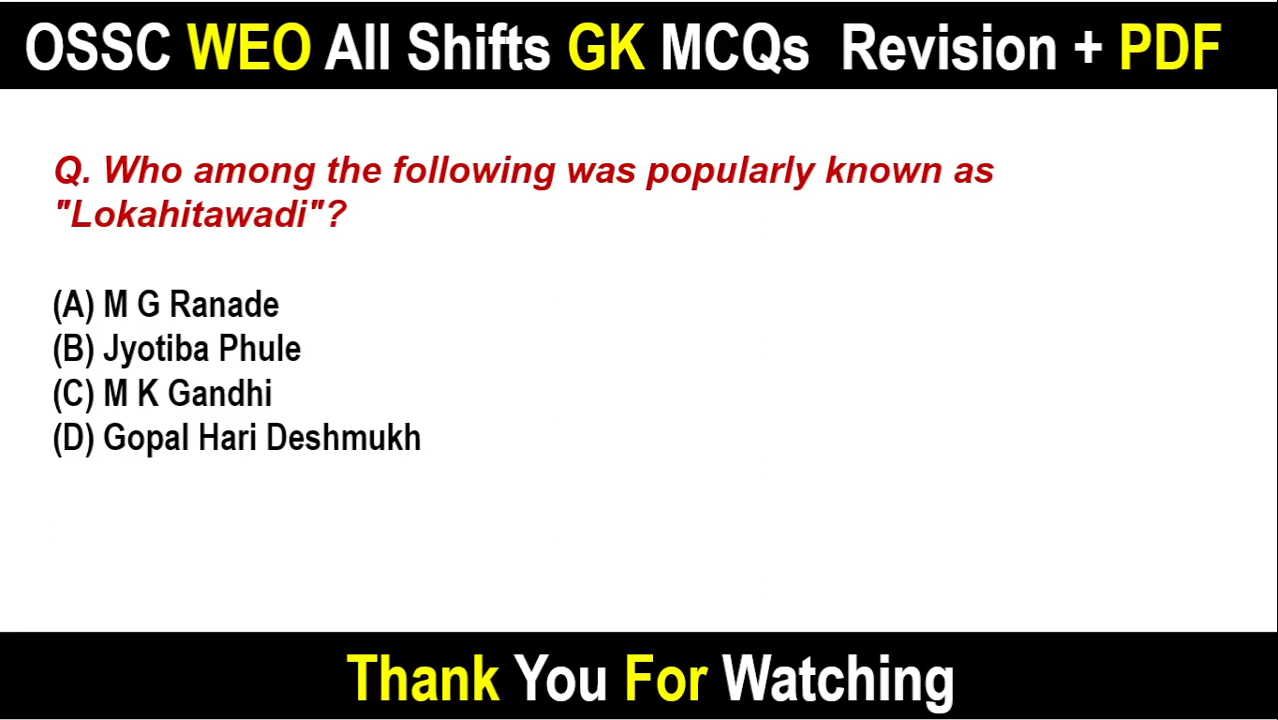 OSSC WEO All Shifts GK MCQs Revision + PDF
Q. Who among the following was popularly known as
"Lokahitawadi"?
(A) M G Ranade
(B) Jyotiba Phule
(C) M K Gandhi
(D) Gopal Hari Deshmukh
Thank You For Watching